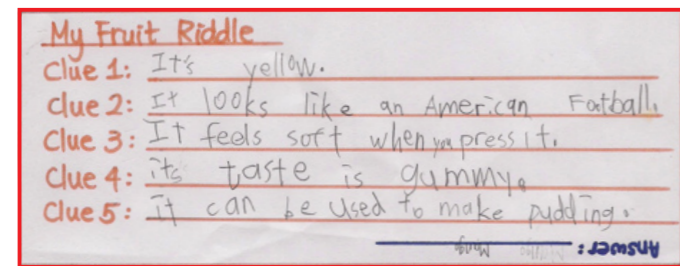 My Fruit Riddle
Clue 1: It's yellow.
Clue 2: It looks like an American Football.
Clue 3: It feels soft when you press it.
Clue 4: its taste is gummy.
Clue 5: it can be used to make pudding.
Answer: Mang